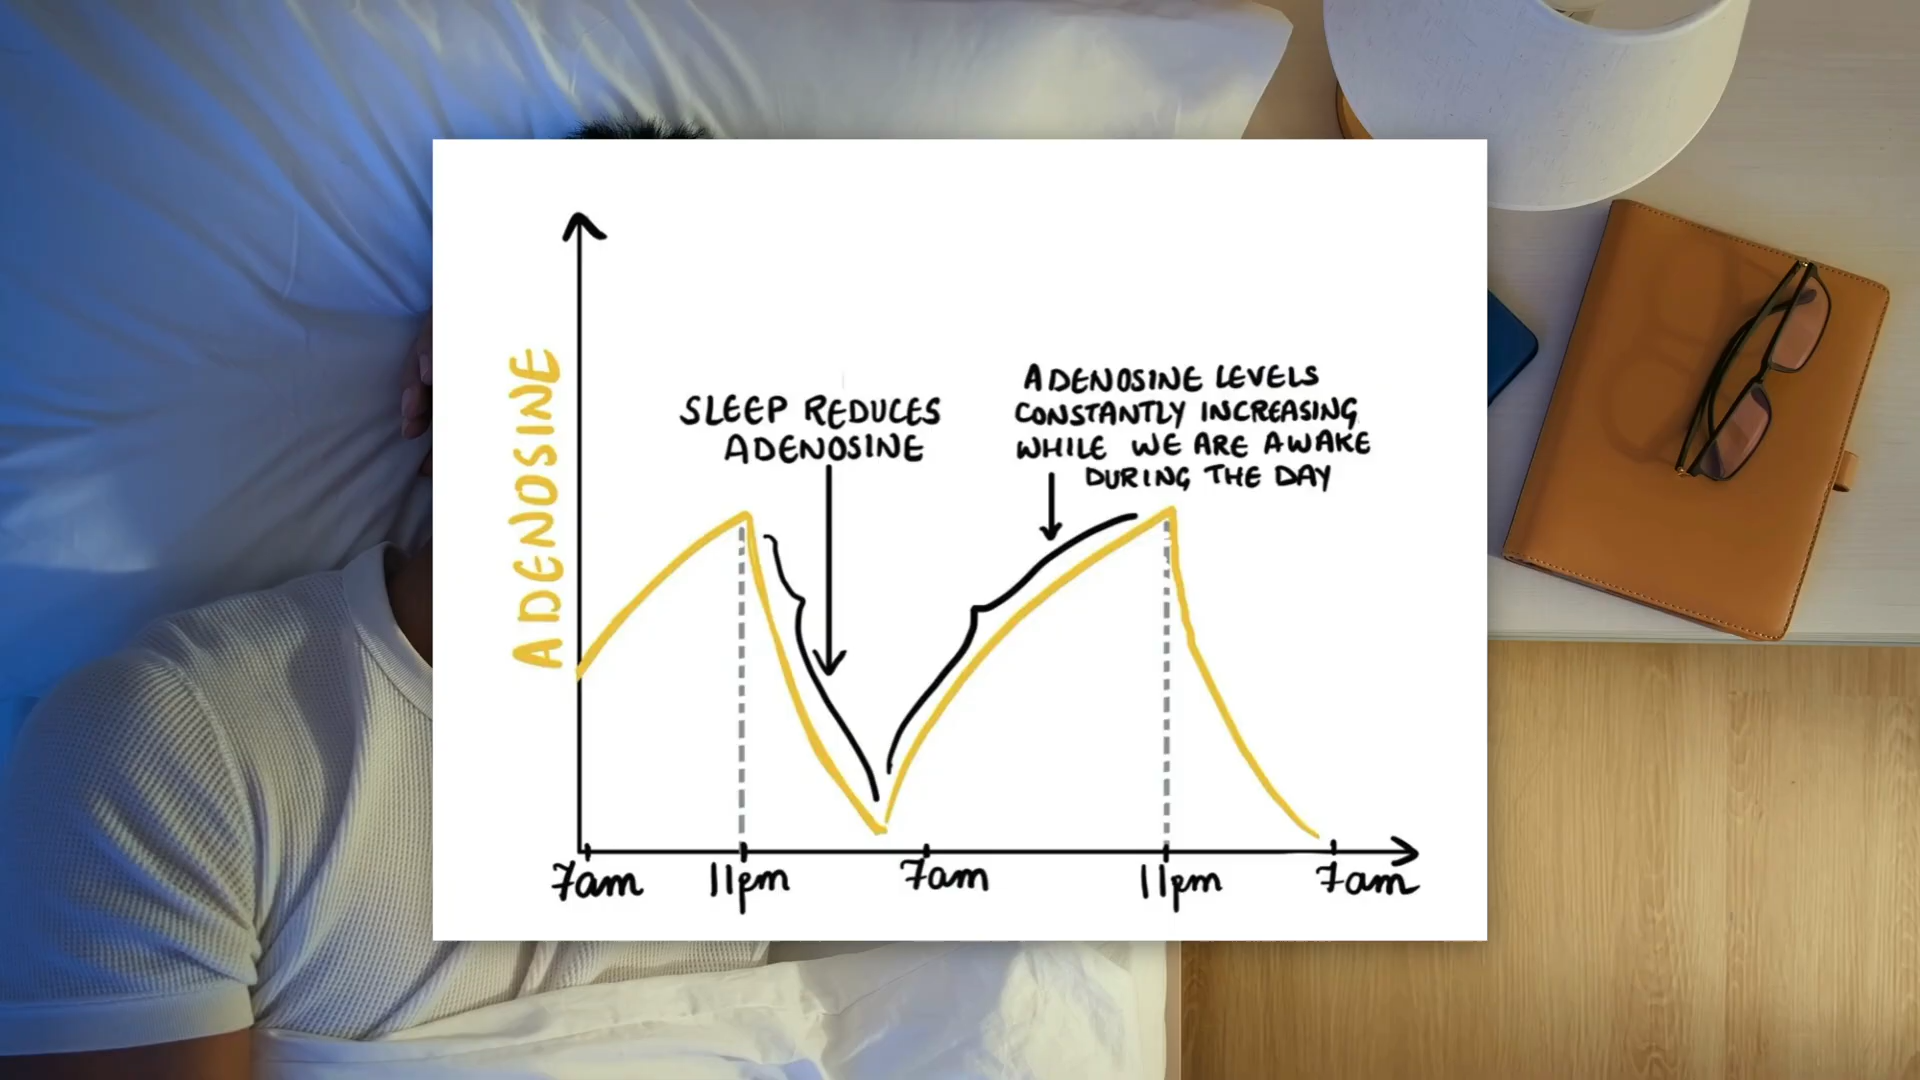 ADENOSINE
SLEEP REDUCES
ADENOSINE
ADENOSINE LEVELS
CONSTANTLY INCREASING
WHILE WE ARE AWAKE
DURING THE DAY
7am 11pm 7am 11pm 7am